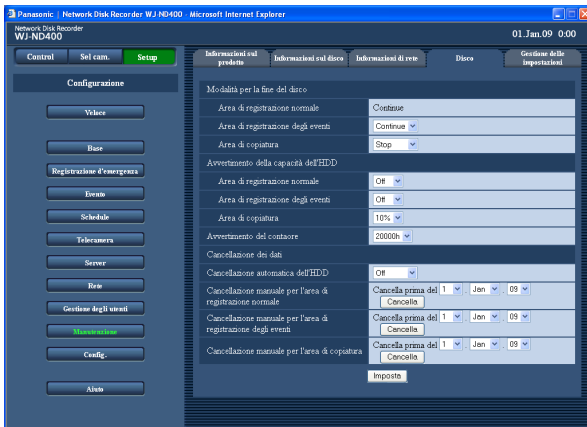 Panasonic | Network Disk Recorder WJ-ND400 - Microsoft Internet Explorer
Network Disk Recorder
WJ-ND400
01.Jan.09 0:00
Control Sel cam. Setup
Informazioni sul prodotto
Informazioni sul disco
Informazioni di rete
Disco
Gestione delle impostazioni
Configurazione
Veloce
Base
Registrazione d'emergenza
Evento
Schedule
Telecamera
Server
Rete
Gestione degli utenti
Manutenzione
Config.
Aiuto
Modalità per la fine del disco
Area di registrazione normale Continue
Area di registrazione degli eventi Continue
Area di copiatura Stop
Avvertimento della capacità dell'HDD
Area di registrazione normale Off
Area di registrazione degli eventi Off
Area di copiatura 10%
Avvertimento del contaore 20000h
Cancellazione dei dati
Cancellazione automatica dell'HDD Off
Cancellazione manuale per l'area di registrazione normale
Cancella prima del 1 . Jan . 09
Cancella
Cancellazione manuale per l'area di registrazione degli eventi
Cancella prima del 1 . Jan . 09
Cancella
Cancellazione manuale per l'area di copiatura
Cancella prima del 1 . Jan . 09
Cancella
Imposta